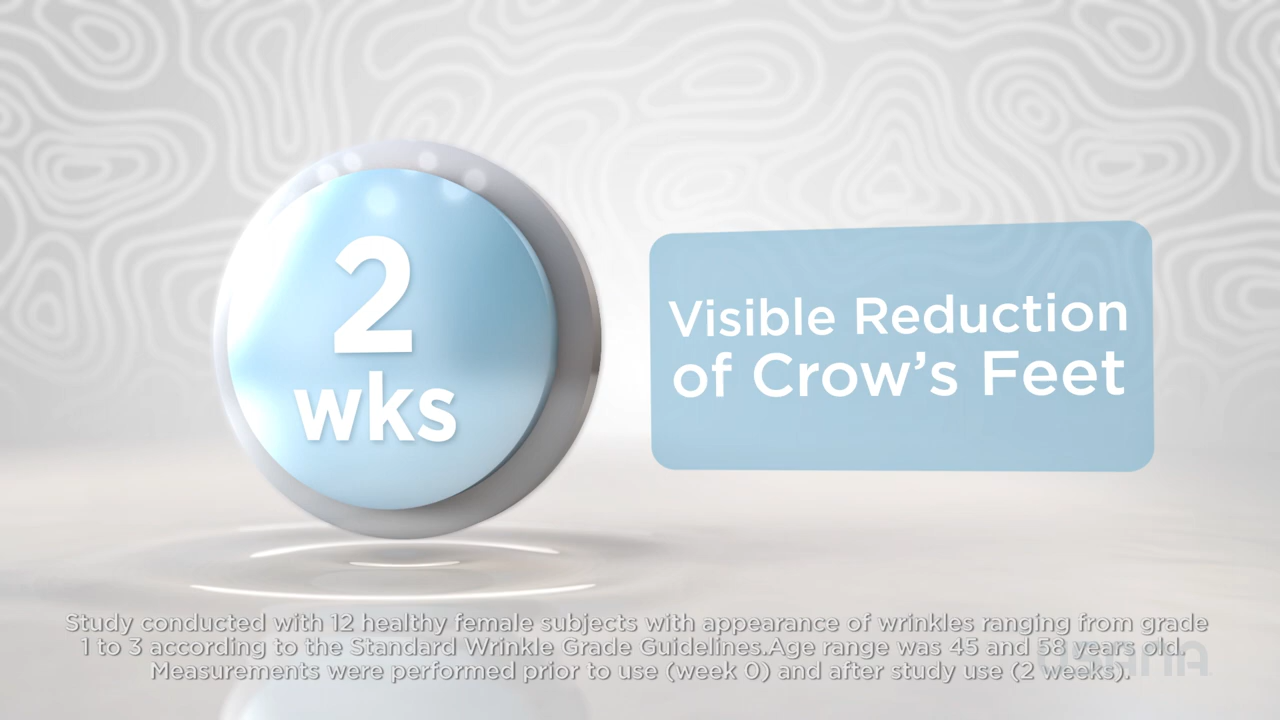 2
wks
Visible Reduction
of Crow's Feet
Study conducted with 12 healthy female subjects with appearance of wrinkles ranging from grade
1 to 3 according to the Standard Wrinkle Grade Guidelines.Age range was 45 and 58 years old.
Measurements were performed prior to use (week 0) and after study use (2 weeks).
USANA